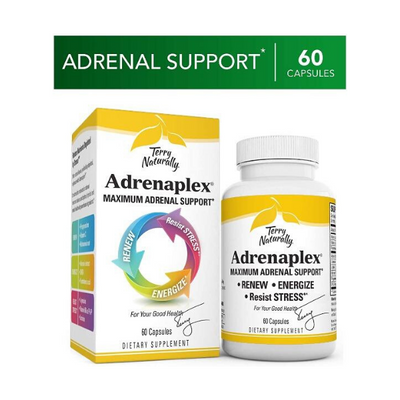 ADRENAL SUPPORT*
60
CAPSULES
Terry
Naturally®
Adrenaplex®
MAXIMUM ADRENAL SUPPORT*
RENEW
Resist STRESS*
ENERGIZE*
For Your Good Health
Terry
60 Capsules
DIETARY SUPPLEMENT
Terry
Naturally®
Adrenaplex®
MAXIMUM ADRENAL SUPPORT*
• RENEW • ENERGIZE
• Resist STRESS*
For Your Good Health
Terry
60 Capsules
DIETARY SUPPLEMENT